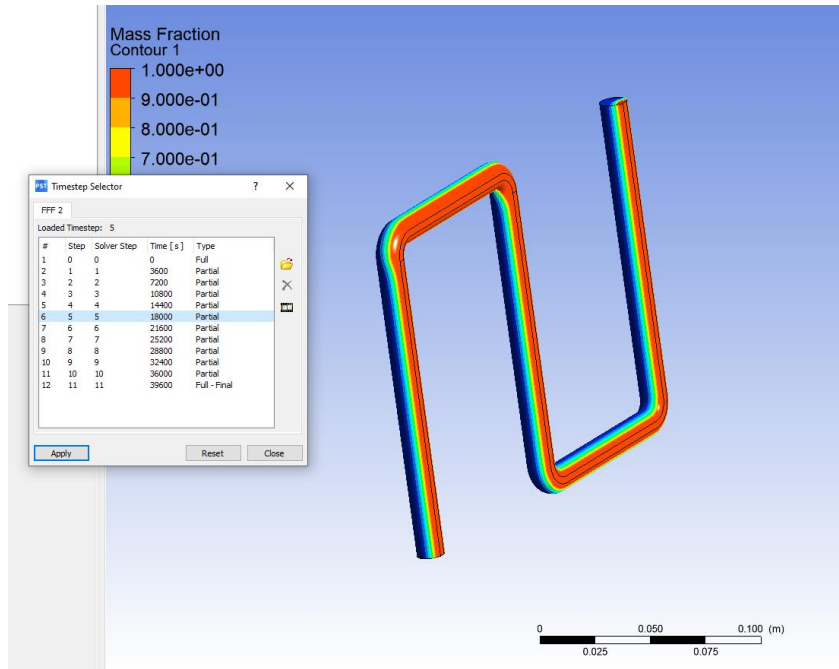 Mass Fraction
Contour 1
1.000e+00
9.000e-01
8.000e-01
7.000e-01
PST Timestep Selector ? ×
FFF 2
Loaded Timestep: 5
# Step Solver Step Time [ s ] Type
1 0 0 0 Full
2 1 1 3600 Partial
3 2 2 7200 Partial
4 3 3 10800 Partial
5 4 4 14400 Partial
6 5 5 18000 Partial
7 6 6 21600 Partial
8 7 7 25200 Partial
9 8 8 28800 Partial
10 9 9 32400 Partial
11 10 10 36000 Partial
12 11 11 39600 Full - Final
Apply Reset Close
0 0.050 0.100 (m)
0.025 0.075